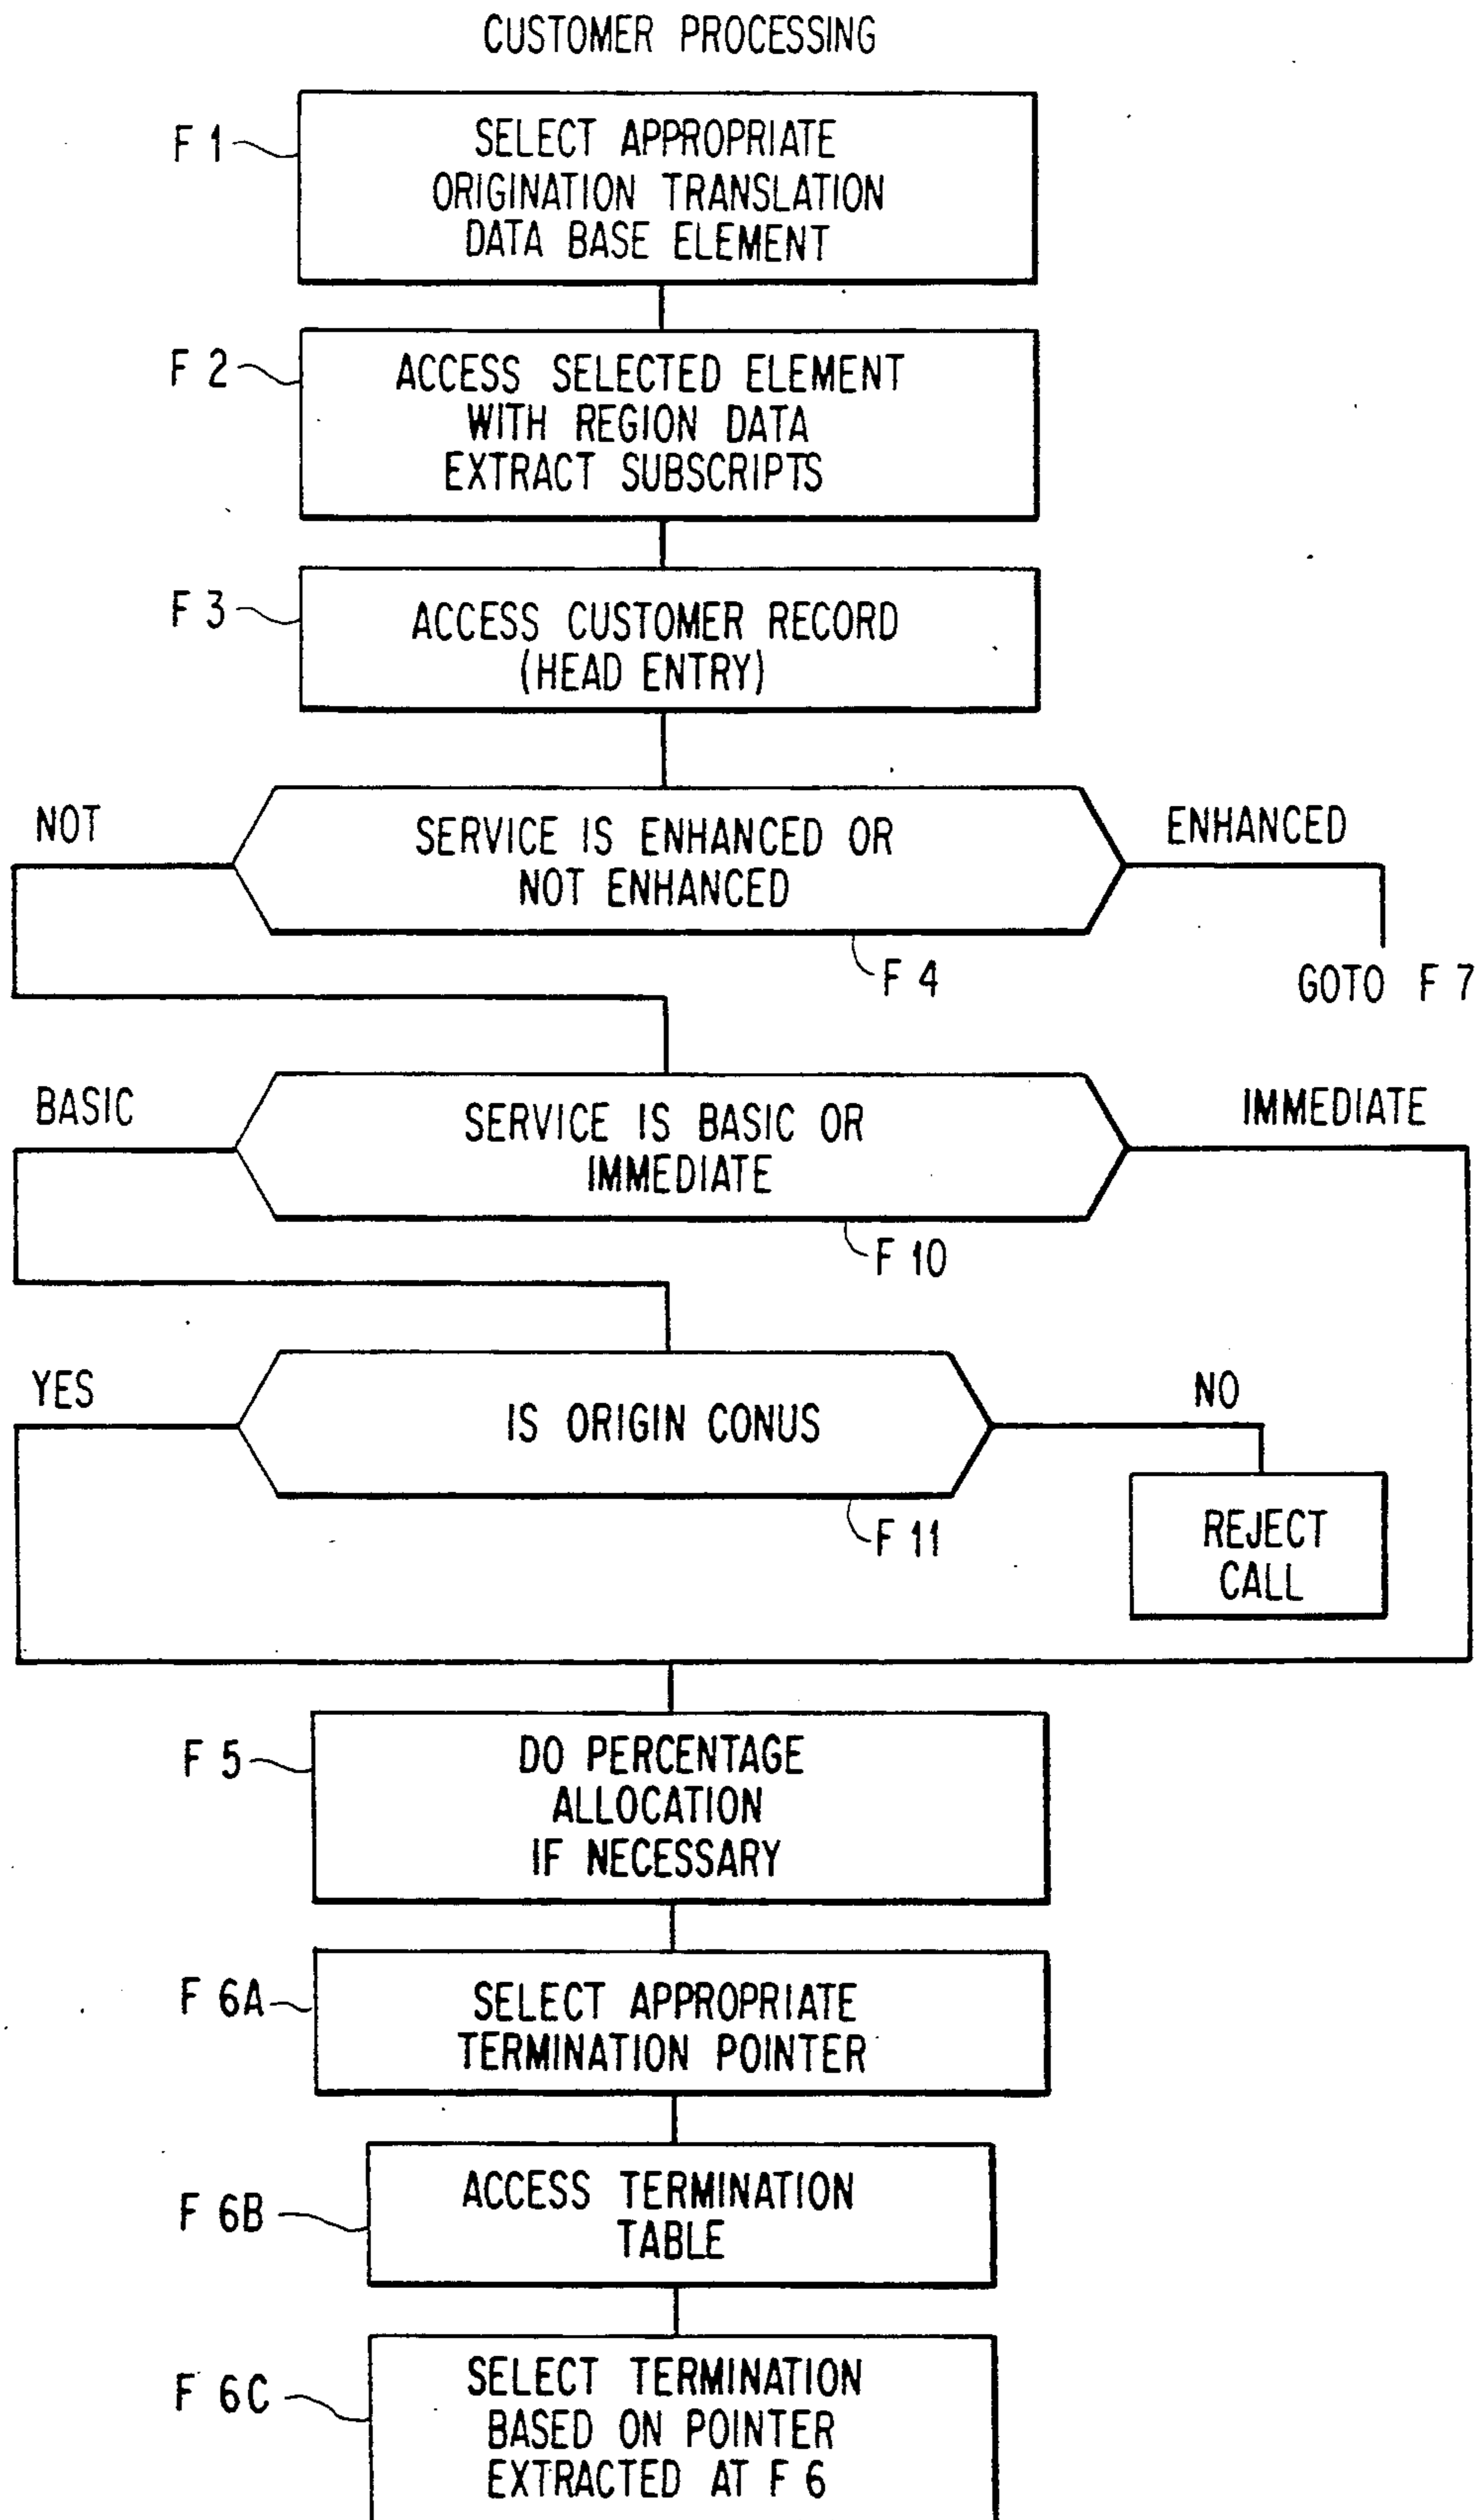 CUSTOMER PROCESSING
F 1
SELECT APPROPRIATE
ORIGINATION TRANSLATION
DATA BASE ELEMENT
F 2
ACCESS SELECTED ELEMENT
WITH REGION DATA
EXTRACT SUBSCRIPTS
F 3
ACCESS CUSTOMER RECORD
(HEAD ENTRY)
NOT
SERVICE IS ENHANCED OR
NOT ENHANCED
ENHANCED
F 4
GOTO F 7
BASIC
SERVICE IS BASIC OR
IMMEDIATE
IMMEDIATE
F 10
YES
IS ORIGIN CONUS
NO
F 11
REJECT
CALL
F 5
DO PERCENTAGE
ALLOCATION
IF NECESSARY
F 6A
SELECT APPROPRIATE
TERMINATION POINTER
F 6B
ACCESS TERMINATION
TABLE
F 6C
SELECT TERMINATION
BASED ON POINTER
EXTRACTED AT F 6